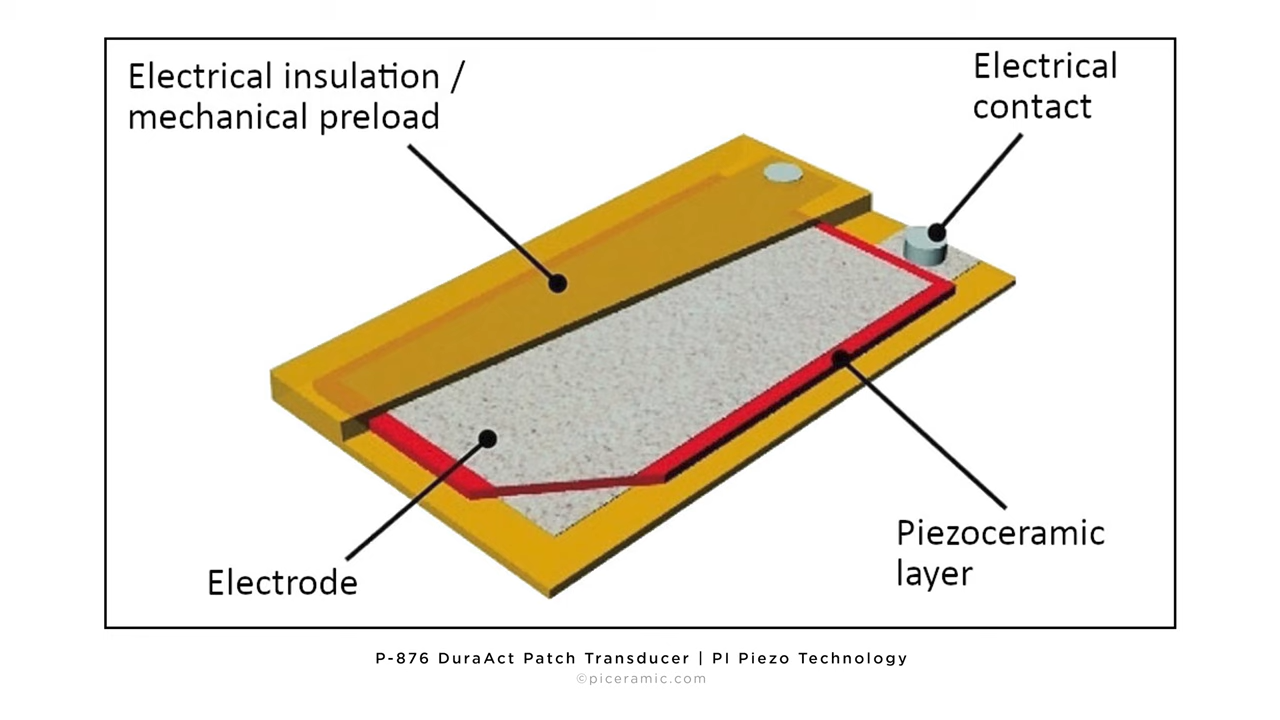 Electrical insulation /
mechanical preload
Electrical
contact
Piezoceramic
layer
Electrode
P-876 DuraAct Patch Transducer | PI Piezo Technology
©piceramic.com